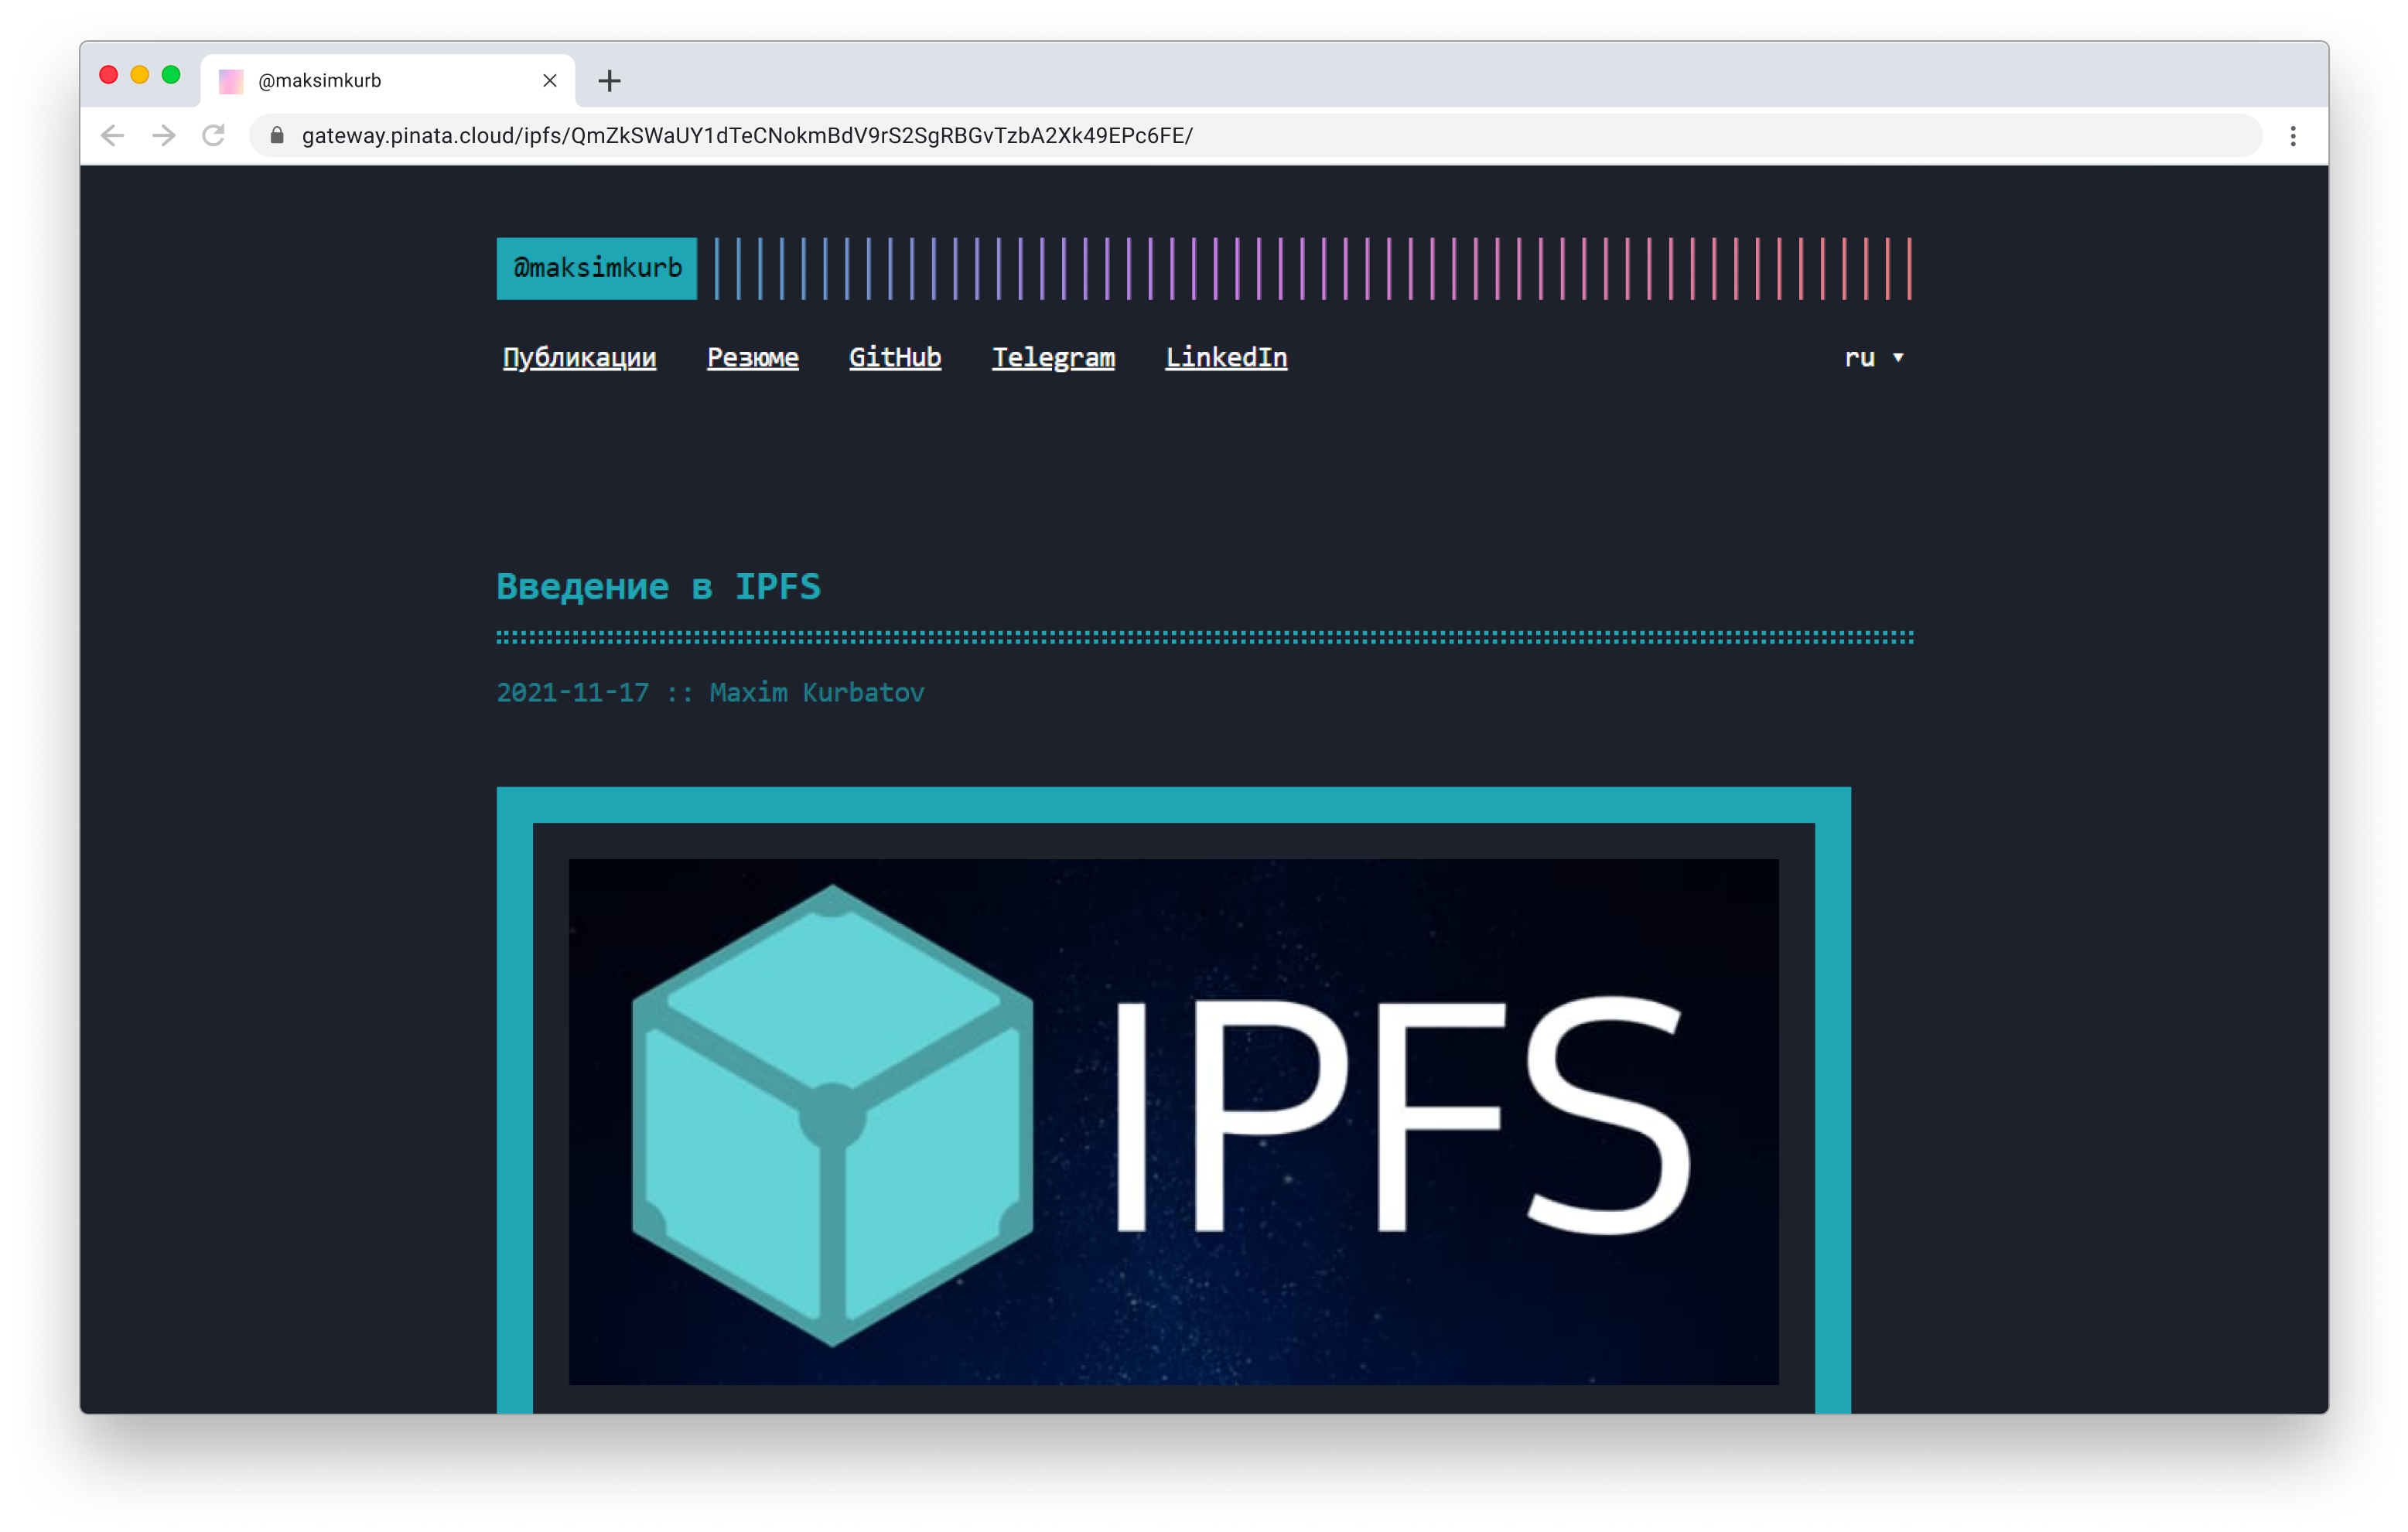 @maksimkurb
gateway.pinata.cloud/ipfs/QmZkSWaUY1dTeCNokmBdV9rS2SgRBGvTzbA2Xk49EPc6FE/
@maksimkurb
Публикации Резюме GitHub Telegram LinkedIn ru
Введение в IPFS
2021-11-17 :: Maxim Kurbatov
IPFS